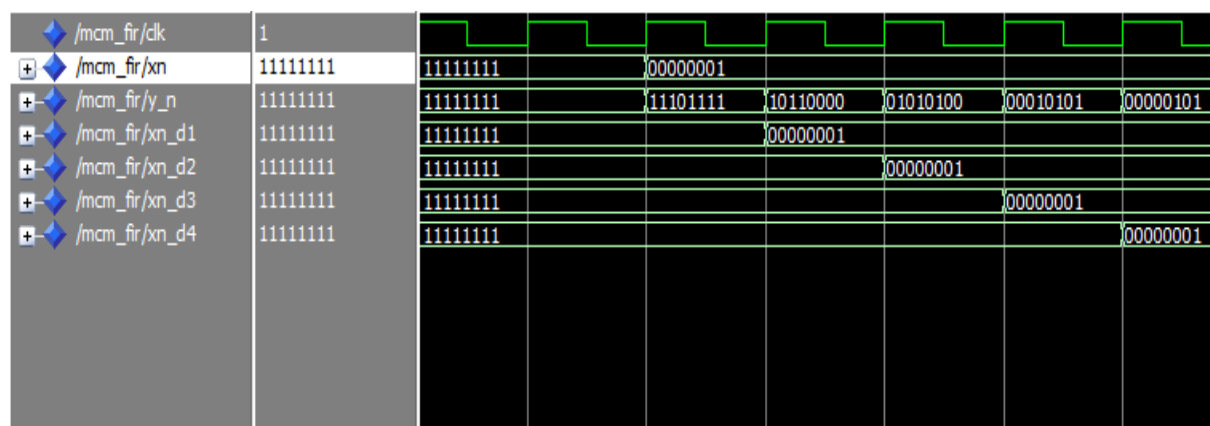 /mcm_fir/clk 1
/mcm_fir/xn 11111111 11111111 00000001
/mcm_fir/y_n 11111111 11111111 11101111 10110000 01010100 00010101 00000101
/mcm_fir/xn_d1 11111111 11111111 00000001
/mcm_fir/xn_d2 11111111 11111111 00000001
/mcm_fir/xn_d3 11111111 11111111 00000001
/mcm_fir/xn_d4 11111111 11111111 00000001